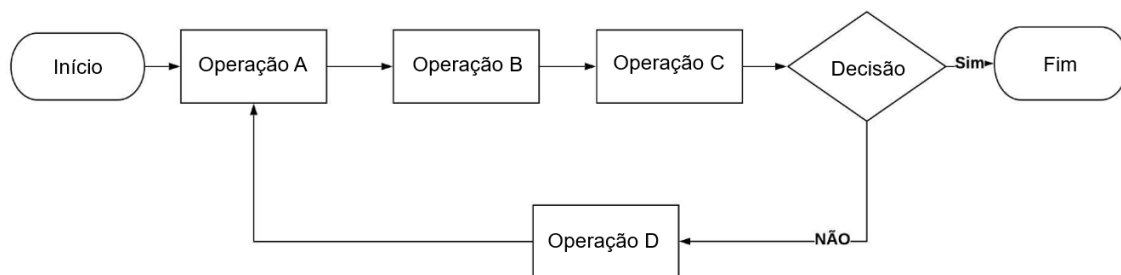 Início
Operação A
Operação B
Operação C
Decisão
Sim
Fim
Operação D
NÃO